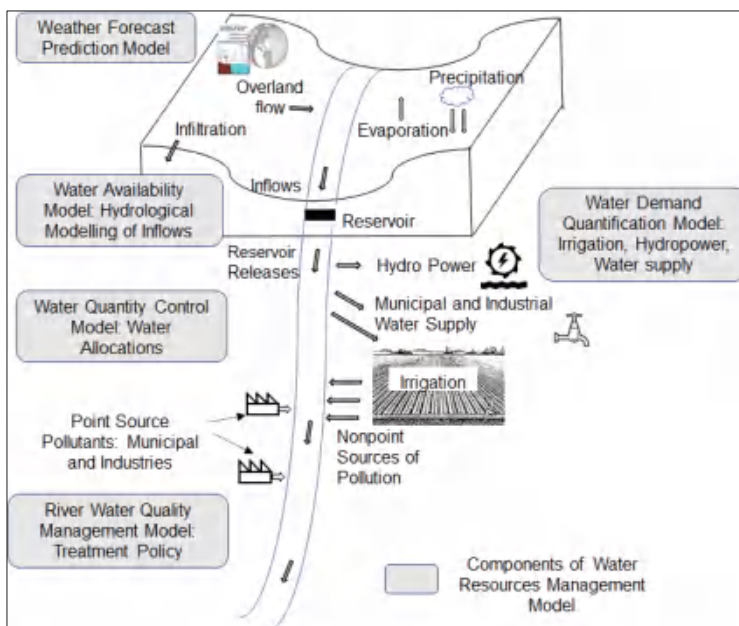 Weather Forecast
Prediction Model
Precipitation
Overland
flow
Evaporation
Infiltration
Inflows
Water Availability
Model: Hydrological
Modelling of Inflows
Reservoir
Water Demand
Quantification Model:
Irrigation, Hydropower,
Water supply
Reservoir
Releases
Hydro Power
Water Quantity Control
Model: Water
Allocations
Municipal and Industrial
Water Supply
Irrigation
Point Source
Pollutants: Municipal
and Industries
Nonpoint
Sources of
Pollution
River Water Quality
Management Model:
Treatment Policy
Components of Water
Resources Management
Model